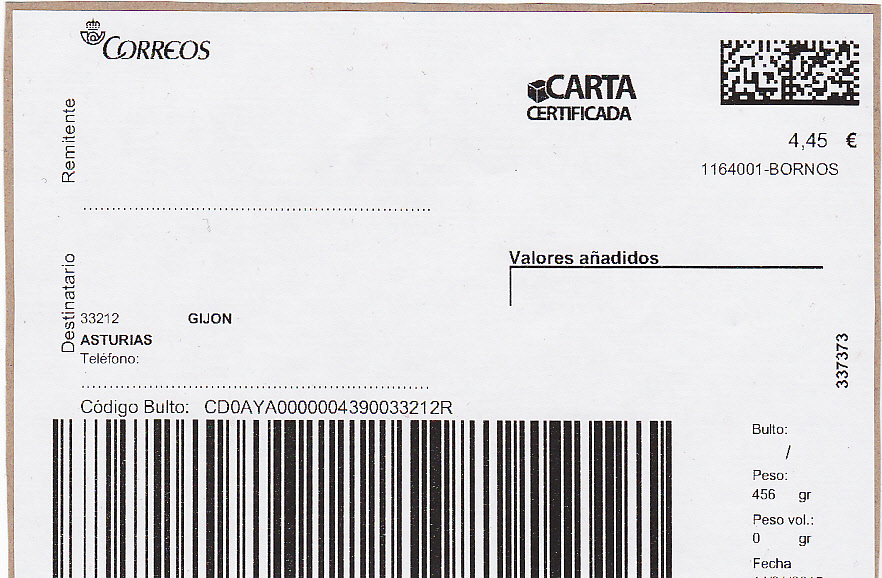 CORREOS
CARTA
CERTIFICADA
4,45 €
1164001-BORNOS
Remitente
Valores añadidos
Destinatario
33212 GIJON
ASTURIAS
Teléfono:
337373
Código Bulto: CD0AYA0000004390033212R
Bulto:
/
Peso:
456 gr
Peso vol.:
0 gr
Fecha